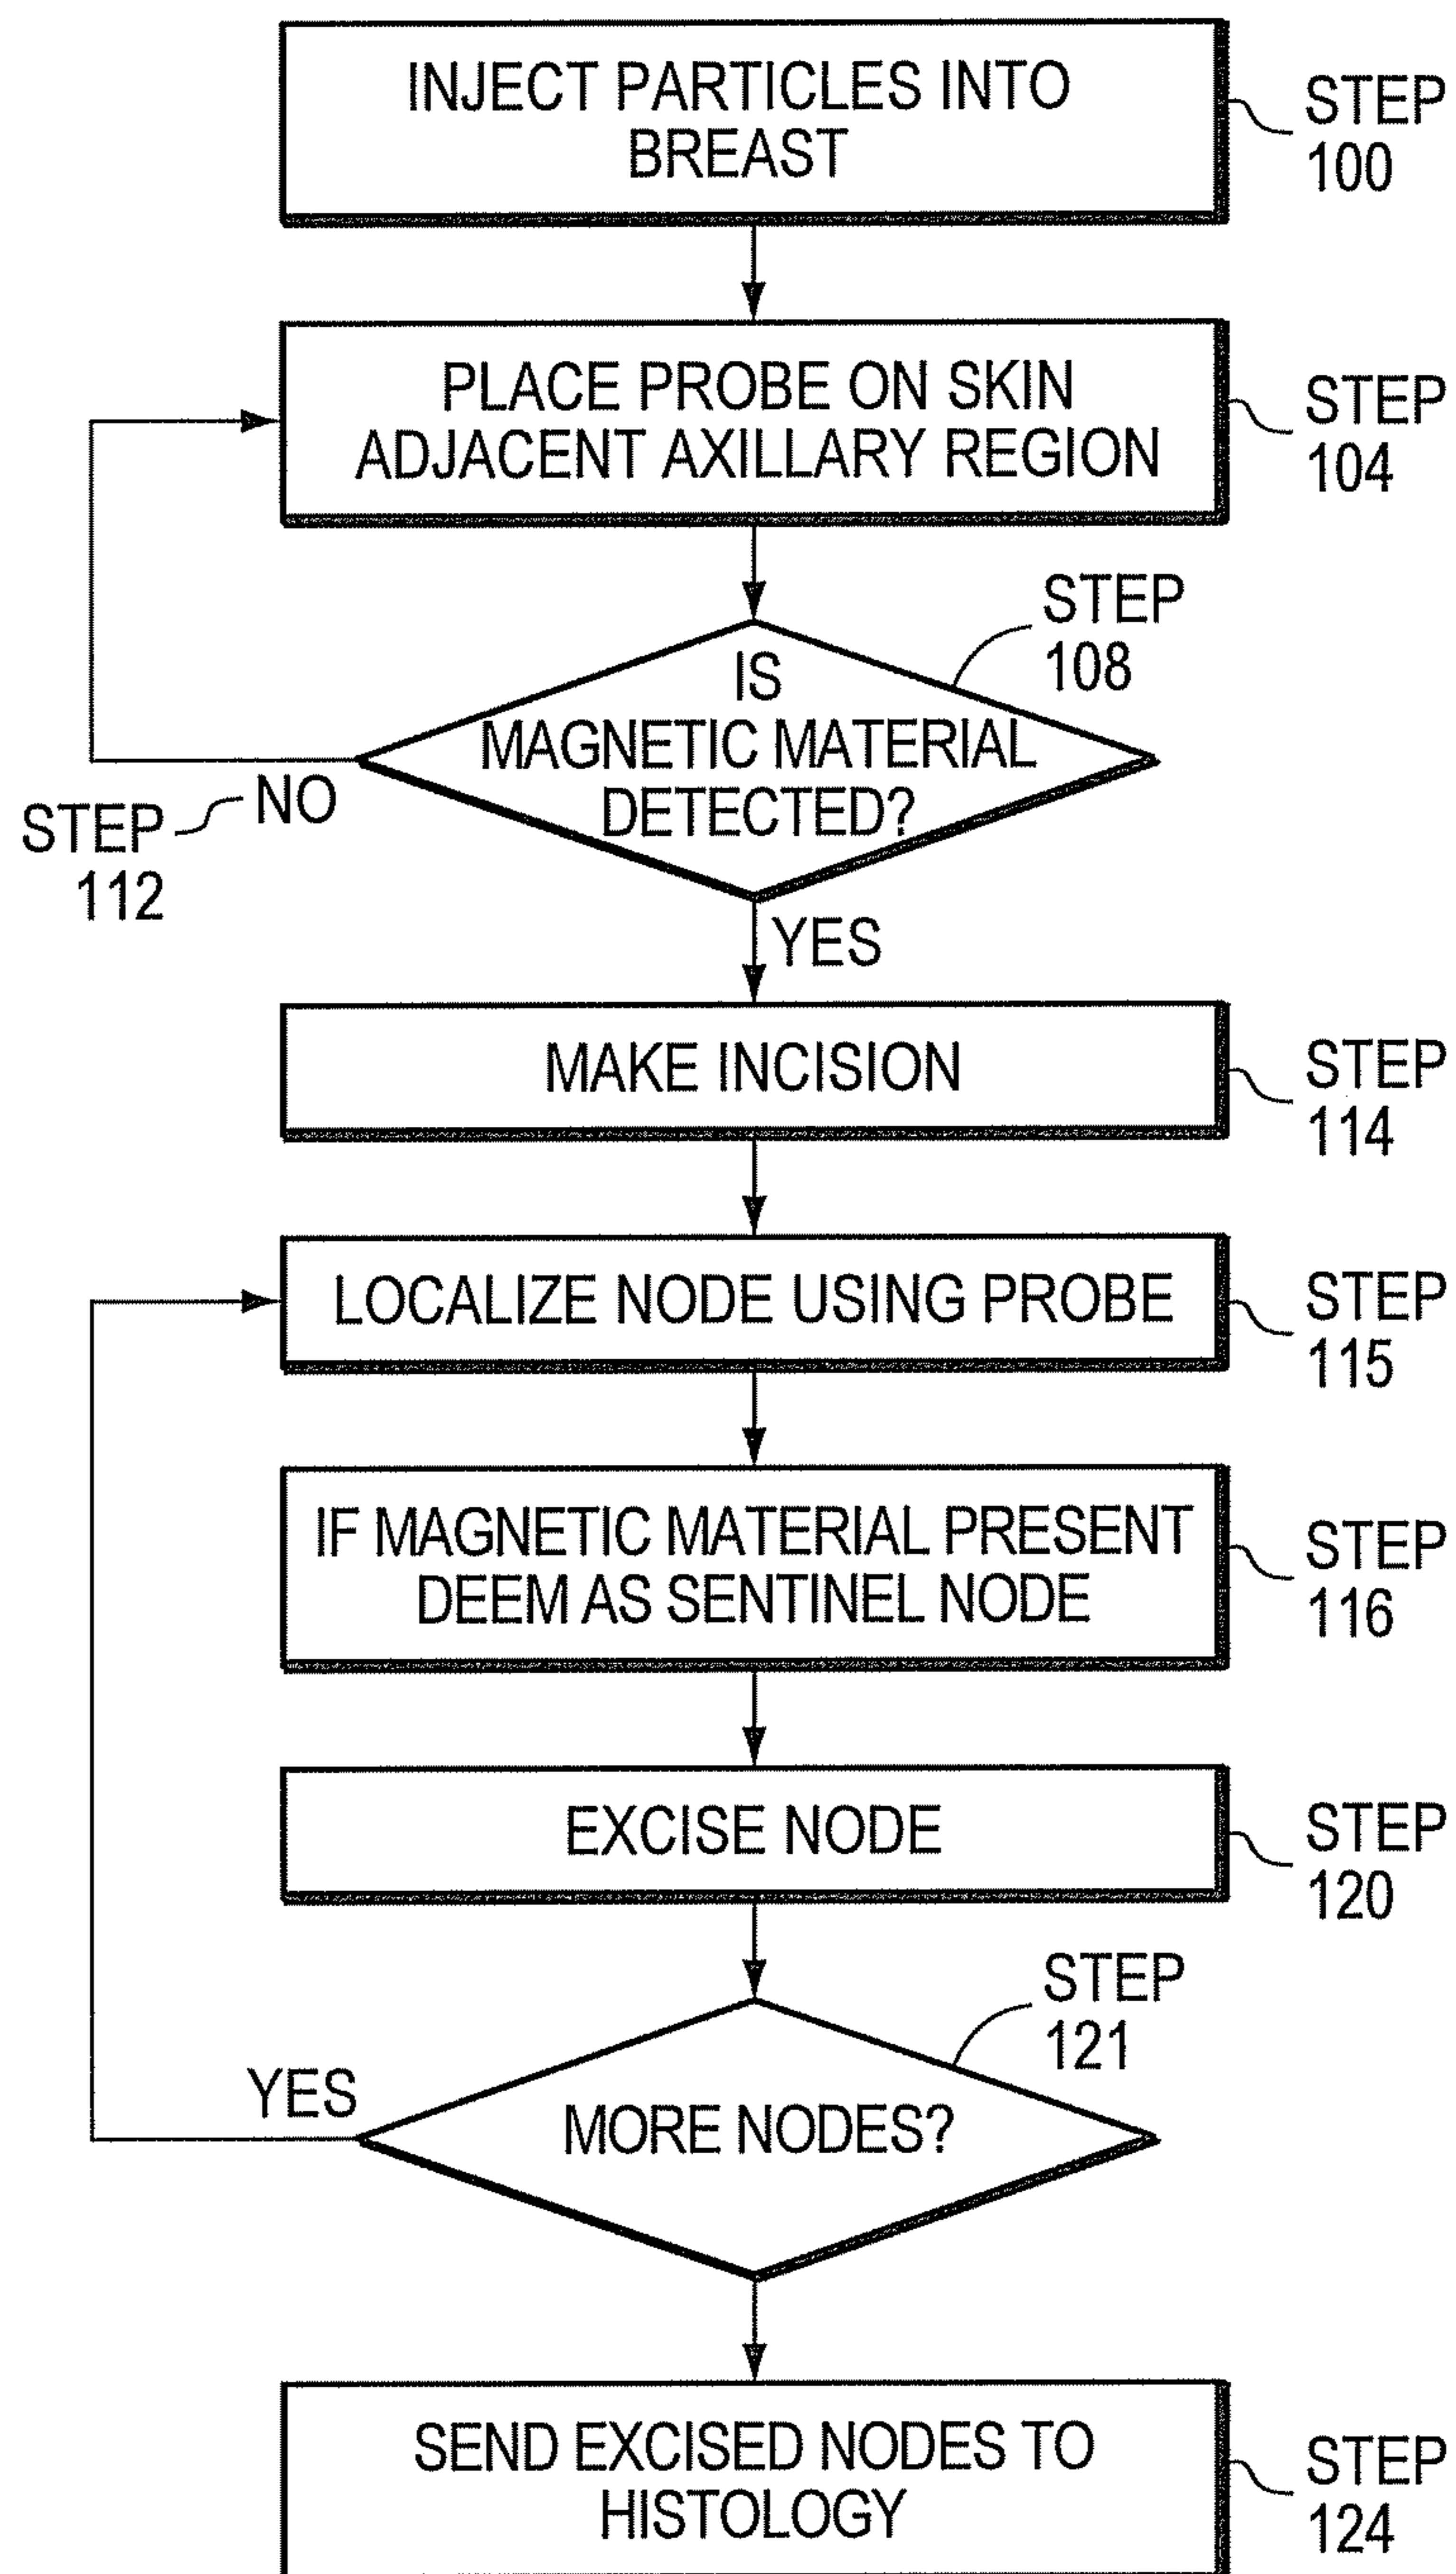 INJECT PARTICLES INTO
BREAST
STEP
100
PLACE PROBE ON SKIN
ADJACENT AXILLARY REGION
STEP
104
STEP
108
IS
MAGNETIC MATERIAL
DETECTED?
NO
STEP
112
YES
MAKE INCISION
STEP
114
LOCALIZE NODE USING PROBE
STEP
115
IF MAGNETIC MATERIAL PRESENT
DEEM AS SENTINEL NODE
STEP
116
EXCISE NODE
STEP
120
STEP
121
YES
MORE NODES?
SEND EXCISED NODES TO
HISTOLOGY
STEP
124